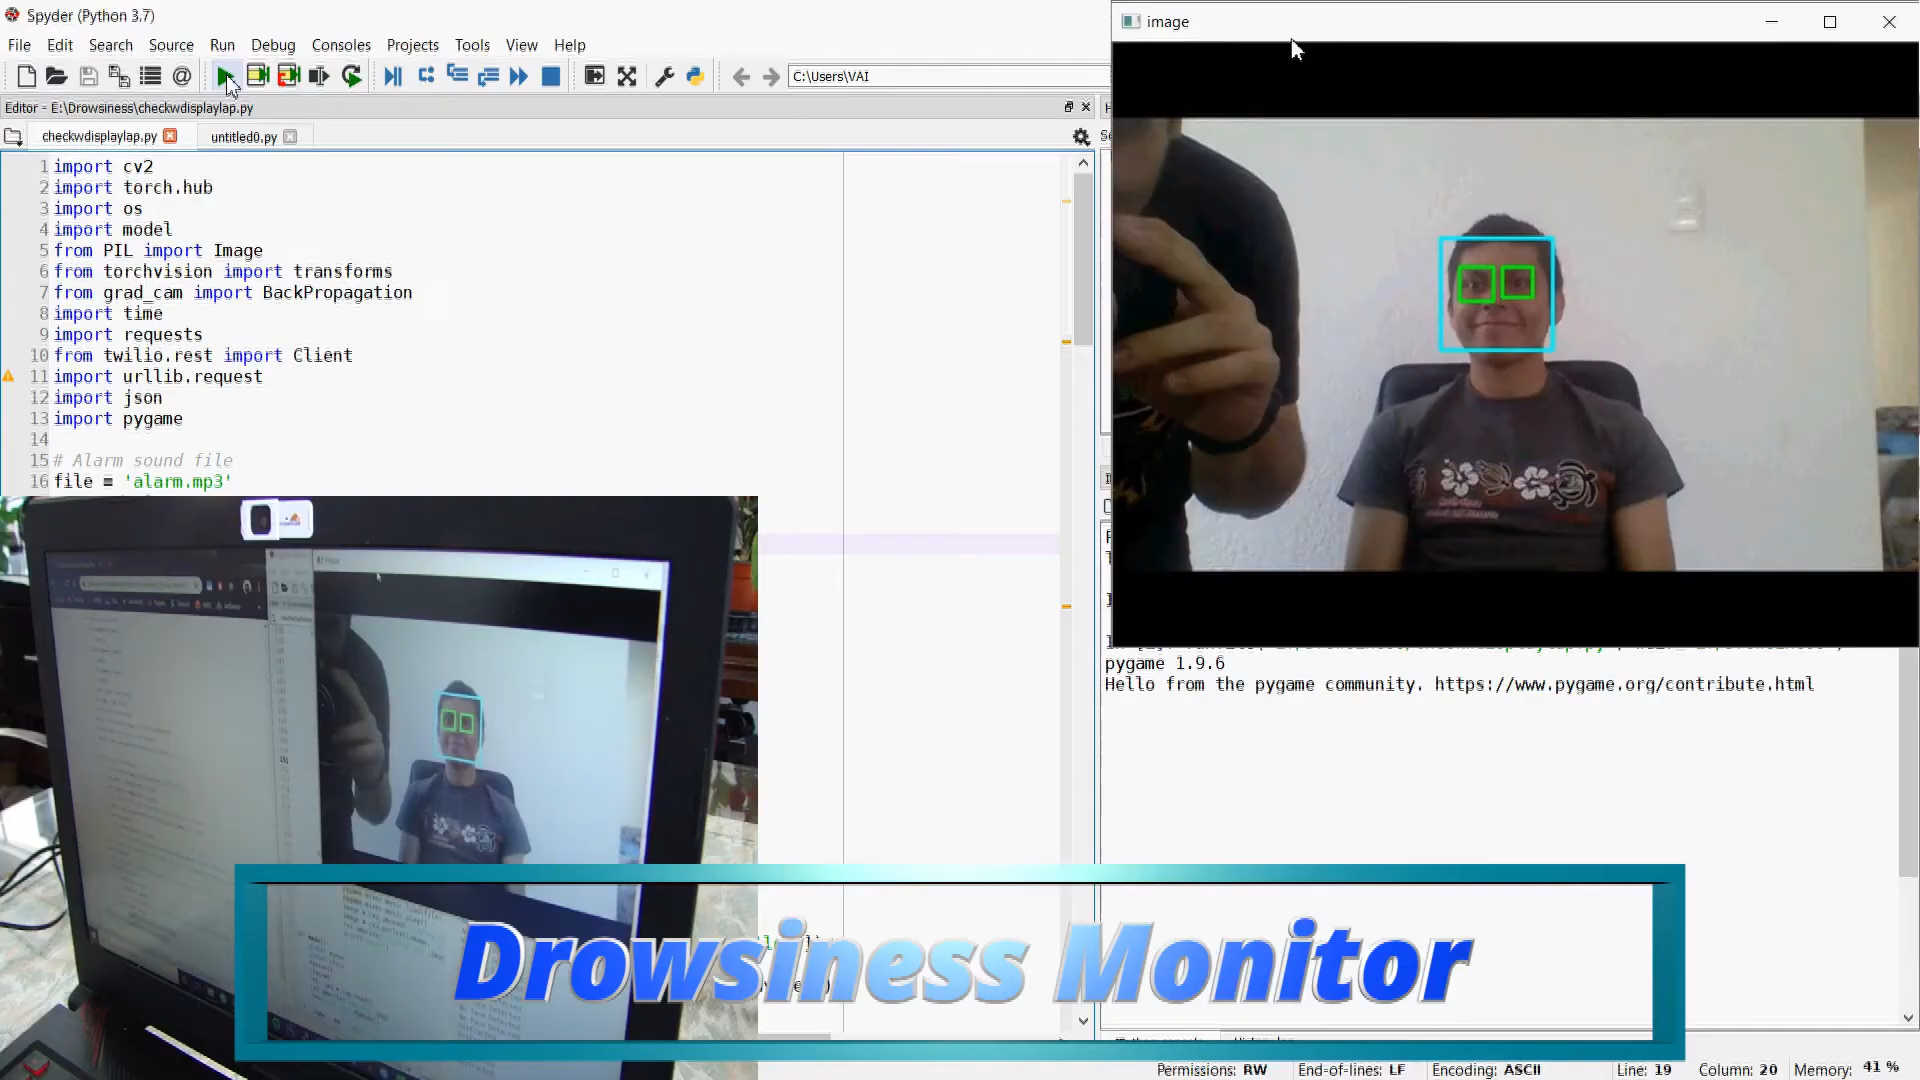 Spyder (Python 3.7)
File Edit Search Source Run Debug Consoles Projects Tools View Help
C:\Users\VAI
Editor - E:\Drowsiness\checkwdisplaylap.py
checkwdisplaylap.py untitled0.py
1 import cv2
2 import torch.hub
3 import os
4 import model
5 from PIL import Image
6 from torchvision import transforms
7 from grad_cam import BackPropagation
8 import time
9 import requests
10 from twilio.rest import Client
11 import urllib.request
12 import json
13 import pygame
14
15 # Alarm sound file
16 file = 'alarm.mp3'
image
pygame 1.9.6
Hello from the pygame community. https://www.pygame.org/contribute.html
Drowsiness Monitor
Permissions: RW End-of-lines: LF Encoding: ASCII Line: 19 Column: 20 Memory: 41 %